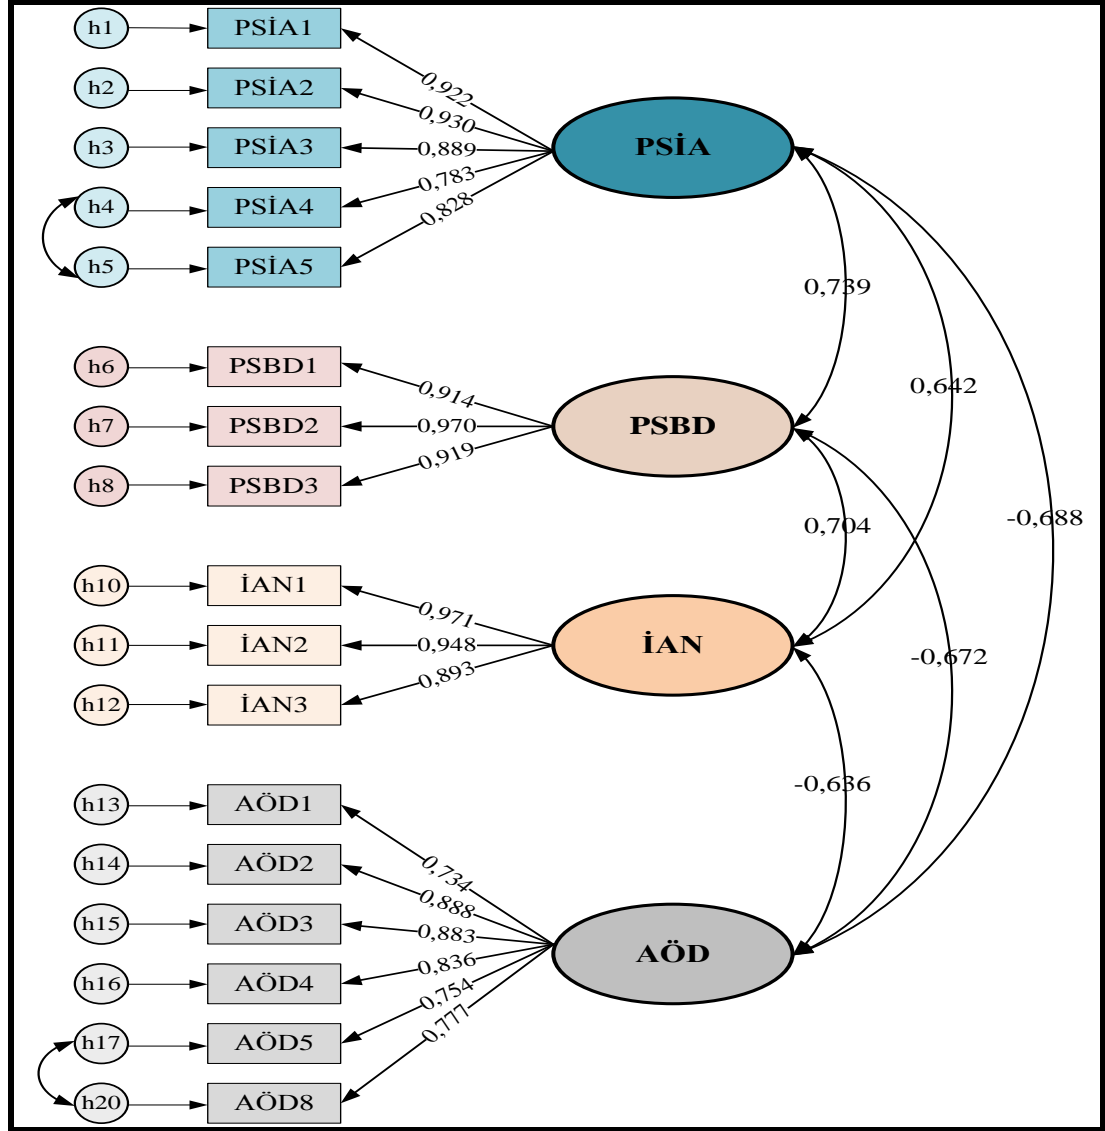 h1 PSİA1
0,922
h2 PSİA2
0,930
h3 PSİA3
0,889
PSİA
h4 PSİA4
0,783
h5 PSİA5
0,828
0,739
h6 PSBD1
0,914
0,642
h7 PSBD2
0,970
PSBD
h8 PSBD3
0,919
0,704
-0,688
h10 İAN1
0,971
h11 İAN2
0,948
İAN
-0,672
h12 İAN3
0,893
-0,636
h13 AÖD1
0,734
h14 AÖD2
0,888
h15 AÖD3
0,883
AÖD
h16 AÖD4
0,836
h17 AÖD5
0,754
h20 AÖD8
0,777